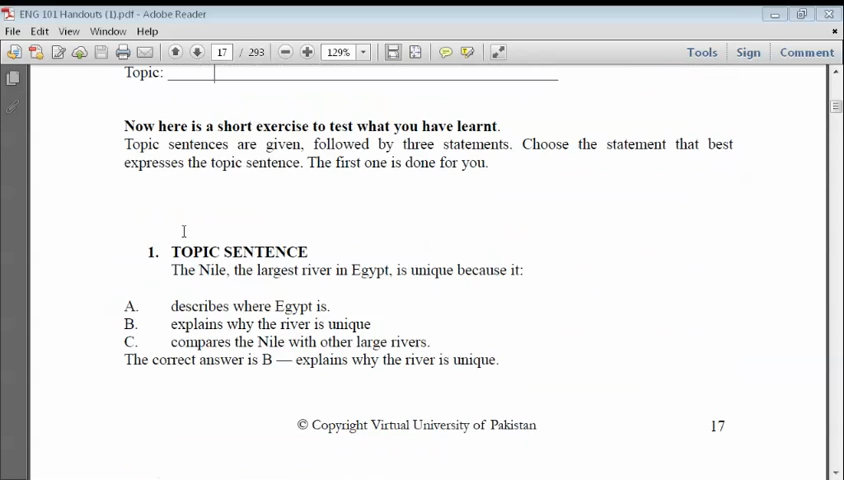 ENG 101 Handouts (1).pdf - Adobe Reader
File Edit View Window Help
17 / 293 129% Tools Sign Comment
Topic:
Now here is a short exercise to test what you have learnt.
Topic sentences are given, followed by three statements. Choose the statement that best
expresses the topic sentence. The first one is done for you.
1. TOPIC SENTENCE
The Nile, the largest river in Egypt, is unique because it:
A. describes where Egypt is.
B. explains why the river is unique
C. compares the Nile with other large rivers.
The correct answer is B — explains why the river is unique.
© Copyright Virtual University of Pakistan 17